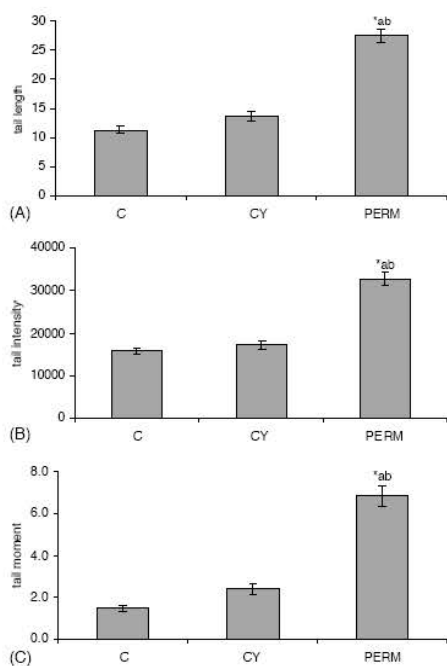 30
25
20
15
10
5
0
tail length
*ab
(A)
C CY PERM
40000
30000
20000
10000
0
tail intensity
*ab
(B)
C CY PERM
8.0
6.0
4.0
2.0
0.0
tail moment
*ab
(C)
C CY PERM